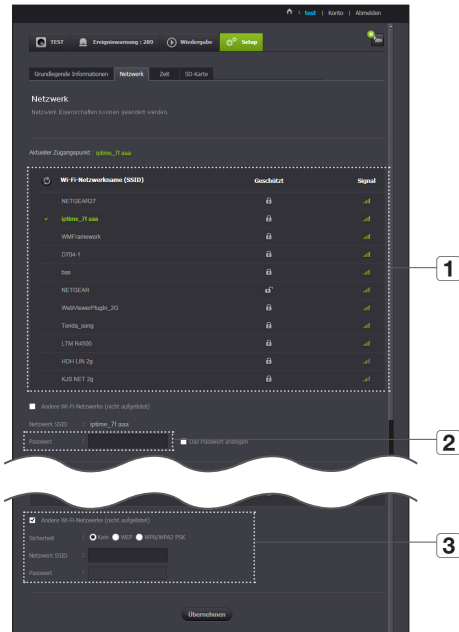 test | Konto | Abmelden
TEST Ereigniswarnung : 289 Wiedergabe Setup
Grundlegende Informationen Netzwerk Zeit SD-Karte
Netzwerk
Netzwerk Eigenschaften können geändert werden.
Aktueller Zugangspunkt : iptime_7f aaa
Wi-Fi-Netzwerkname (SSID) Geschützt Signal
NETGEAR27
iptime_7f aaa
WMFramework
D704-1
bae
NETGEAR
WebViewerPlugIn_2G
Tenda_song
LTM R4500
HDH LIN 2g
KJS NET 2g
1
Andere Wi-Fi-Netzwerke (nicht aufgelistet)
Netzwerk SSID : iptime_7f aaa
Passwort : Das Passwort anzeigen
2
Andere Wi-Fi-Netzwerke (nicht aufgelistet)
Sicherheit : Kein WEP WPA/WPA2 PSK
Netzwerk SSID :
Passwort :
3
Übernehmen